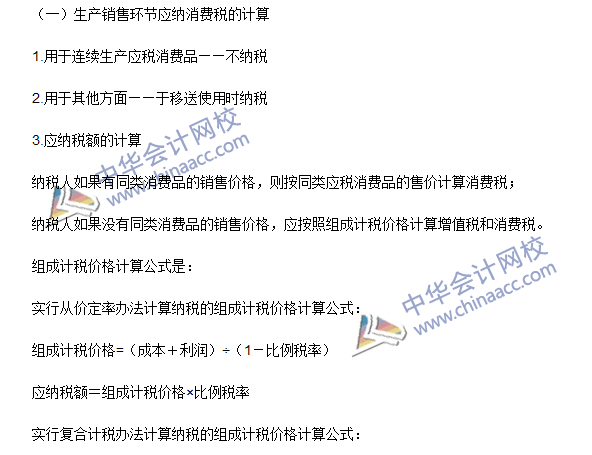 （一）生产销售环节应纳消费税的计算
1.用于连续生产应税消费品——不纳税
2.用于其他方面——于移送使用时纳税
3.应纳税额的计算
中华会计网校
www.chinaacc.com
纳税人如果有同类消费品的销售价格，则按同类应税消费品的售价计算消费税；
纳税人如果没有同类消费品的销售价格，应按照组成计税价格计算增值税和消费税。
组成计税价格计算公式是：
中华会计网校
www.chinaacc.com
实行从价定率办法计算纳税的组成计税价格计算公式：
组成计税价格=（成本＋利润）÷（1－比例税率）
应纳税额＝组成计税价格×比例税率
实行复合计税办法计算纳税的组成计税价格计算公式：